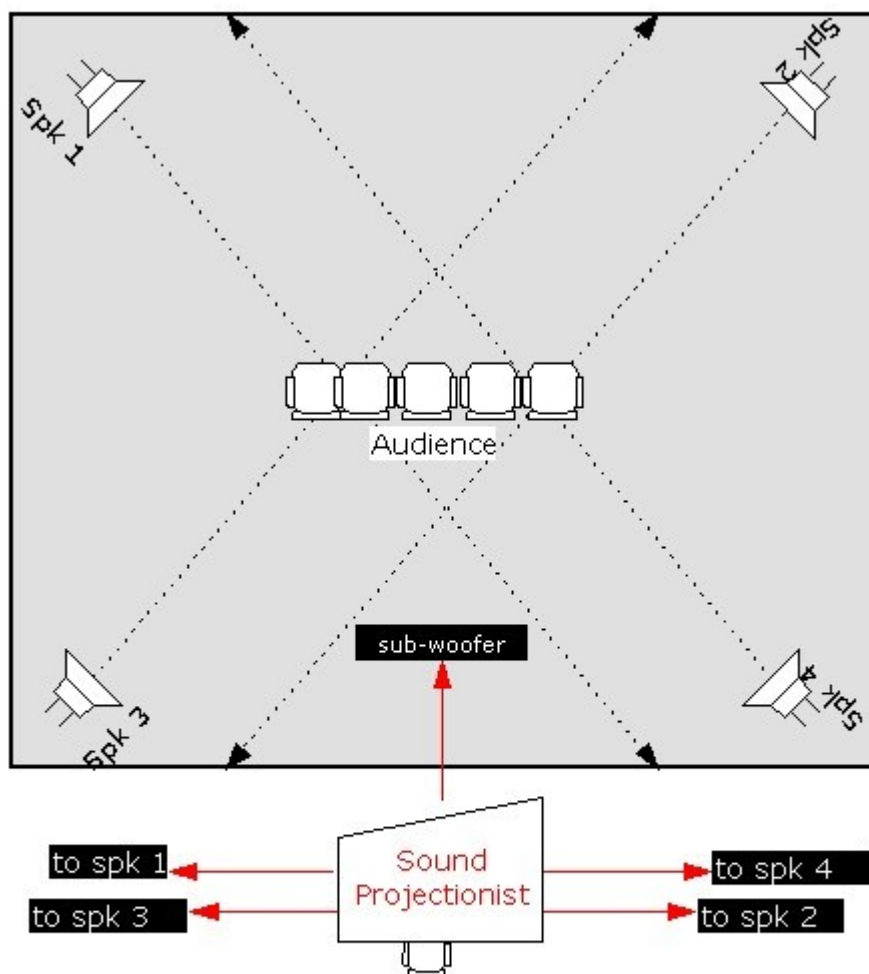 Spk 1
Spk 2
Audience
sub-woofer
Spk 3
Spk 4
to spk 1
Sound
Projectionist
to spk 4
to spk 3
to spk 2